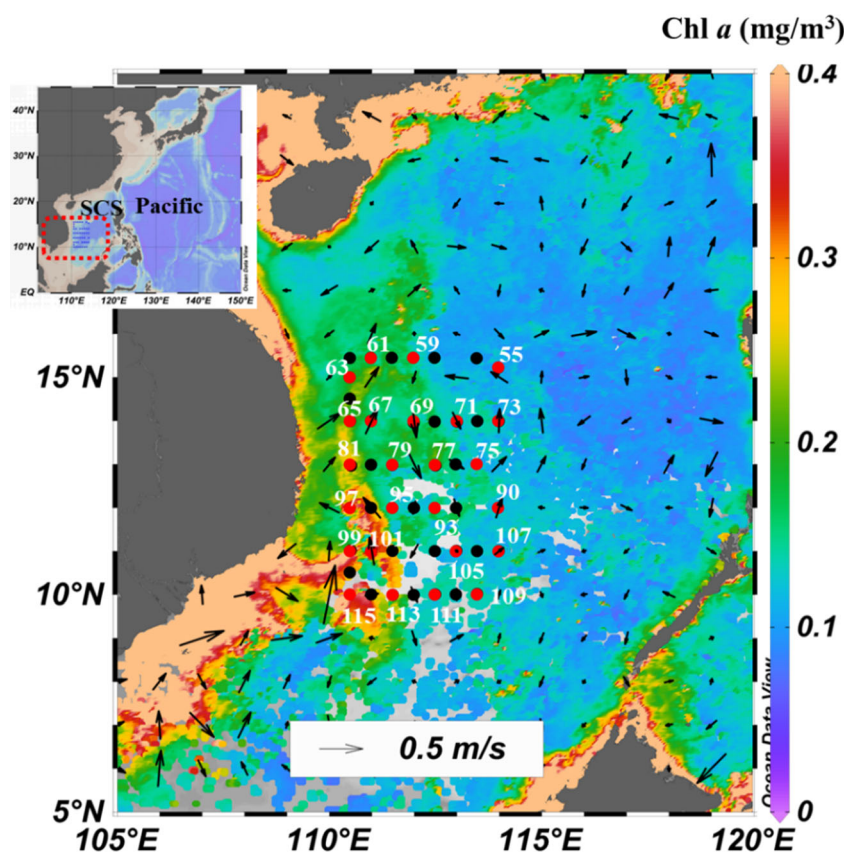 Chl a (mg/m³)
0.4
0.3
0.2
0.1
0
40°N
30°N
20°N
10°N
EQ
SCS Pacific
110°E 120°E 130°E 140°E 150°E
Ocean Data View
61 59 55
63
65 67 69 71 73
81 79 77 75
97 95 90
93
99 101 107
105
115 113 111 109
15°N
10°N
5°N
0.5 m/s
Ocean Data View
105°E 110°E 115°E 120°E